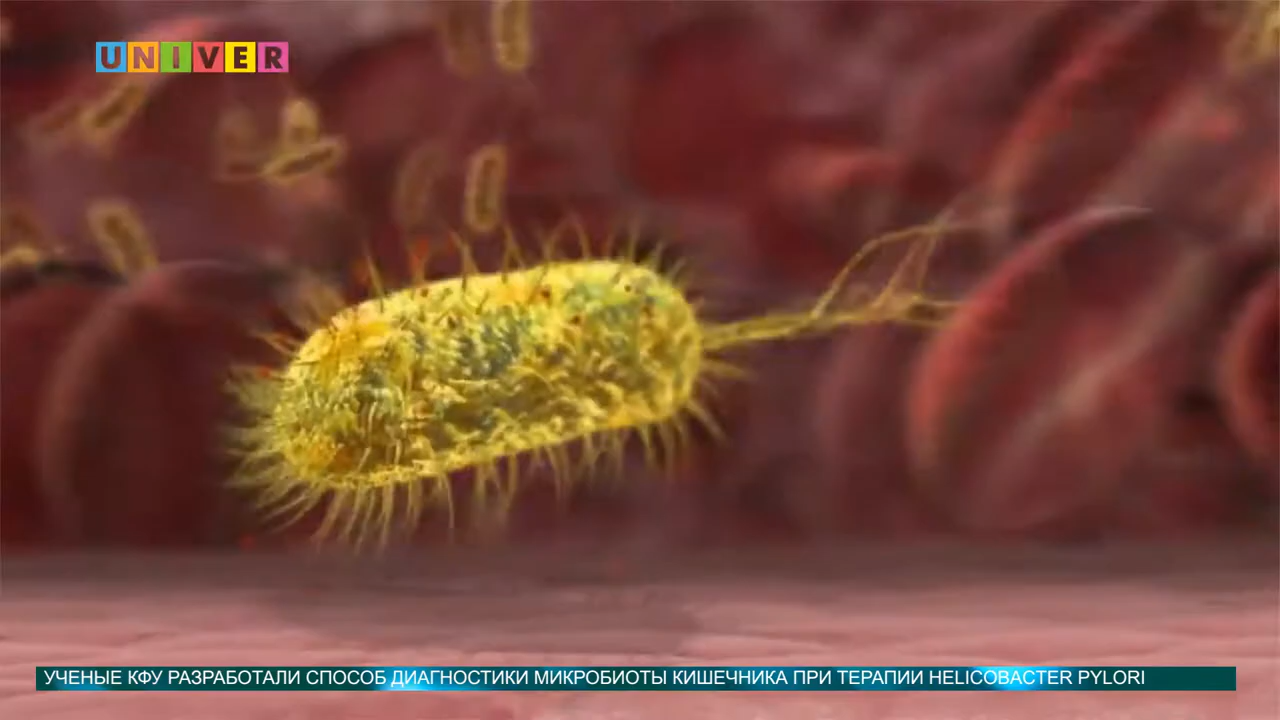 UNIVER
УЧЕНЫЕ КФУ РАЗРАБОТАЛИ СПОСОБ ДИАГНОСТИКИ МИКРОБИОТЫ КИШЕЧНИКА ПРИ ТЕРАПИИ HELICOBACTER PYLORI